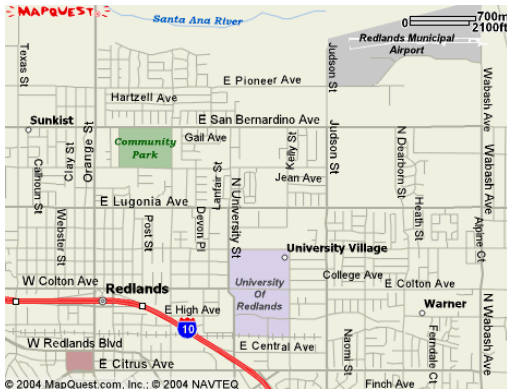 MAPQUEST
Santa Ana River
700m
0 2100ft
Redlands Municipal
Airport
Texas St
Judson St
E Pioneer Ave
Wabash Ave
Hartzell Ave
Orange St
Sunkist
E San Bernardino Ave
Community
Park
Gail Ave
Kelly St
Judson St
N Dearborn St
Wabash Ave
Clay St
Calhoun St
Lanfair St
N University St
Jean Ave
E Lugonia Ave
Heath St
Webster St
Post St
Devon Pl
Alpine Ct
University Village
W Colton Ave
Redlands
College Ave
E Colton Ave
University
Of
Redlands
E High Ave
Warner
N Wabash Ave
10
W Redlands Blvd
E Central Ave
Naomi St
Ferndale Ct
E Citrus Ave
Finch Ave
© 2004 MapQuest.com, Inc.; © 2004 NAVTEQ